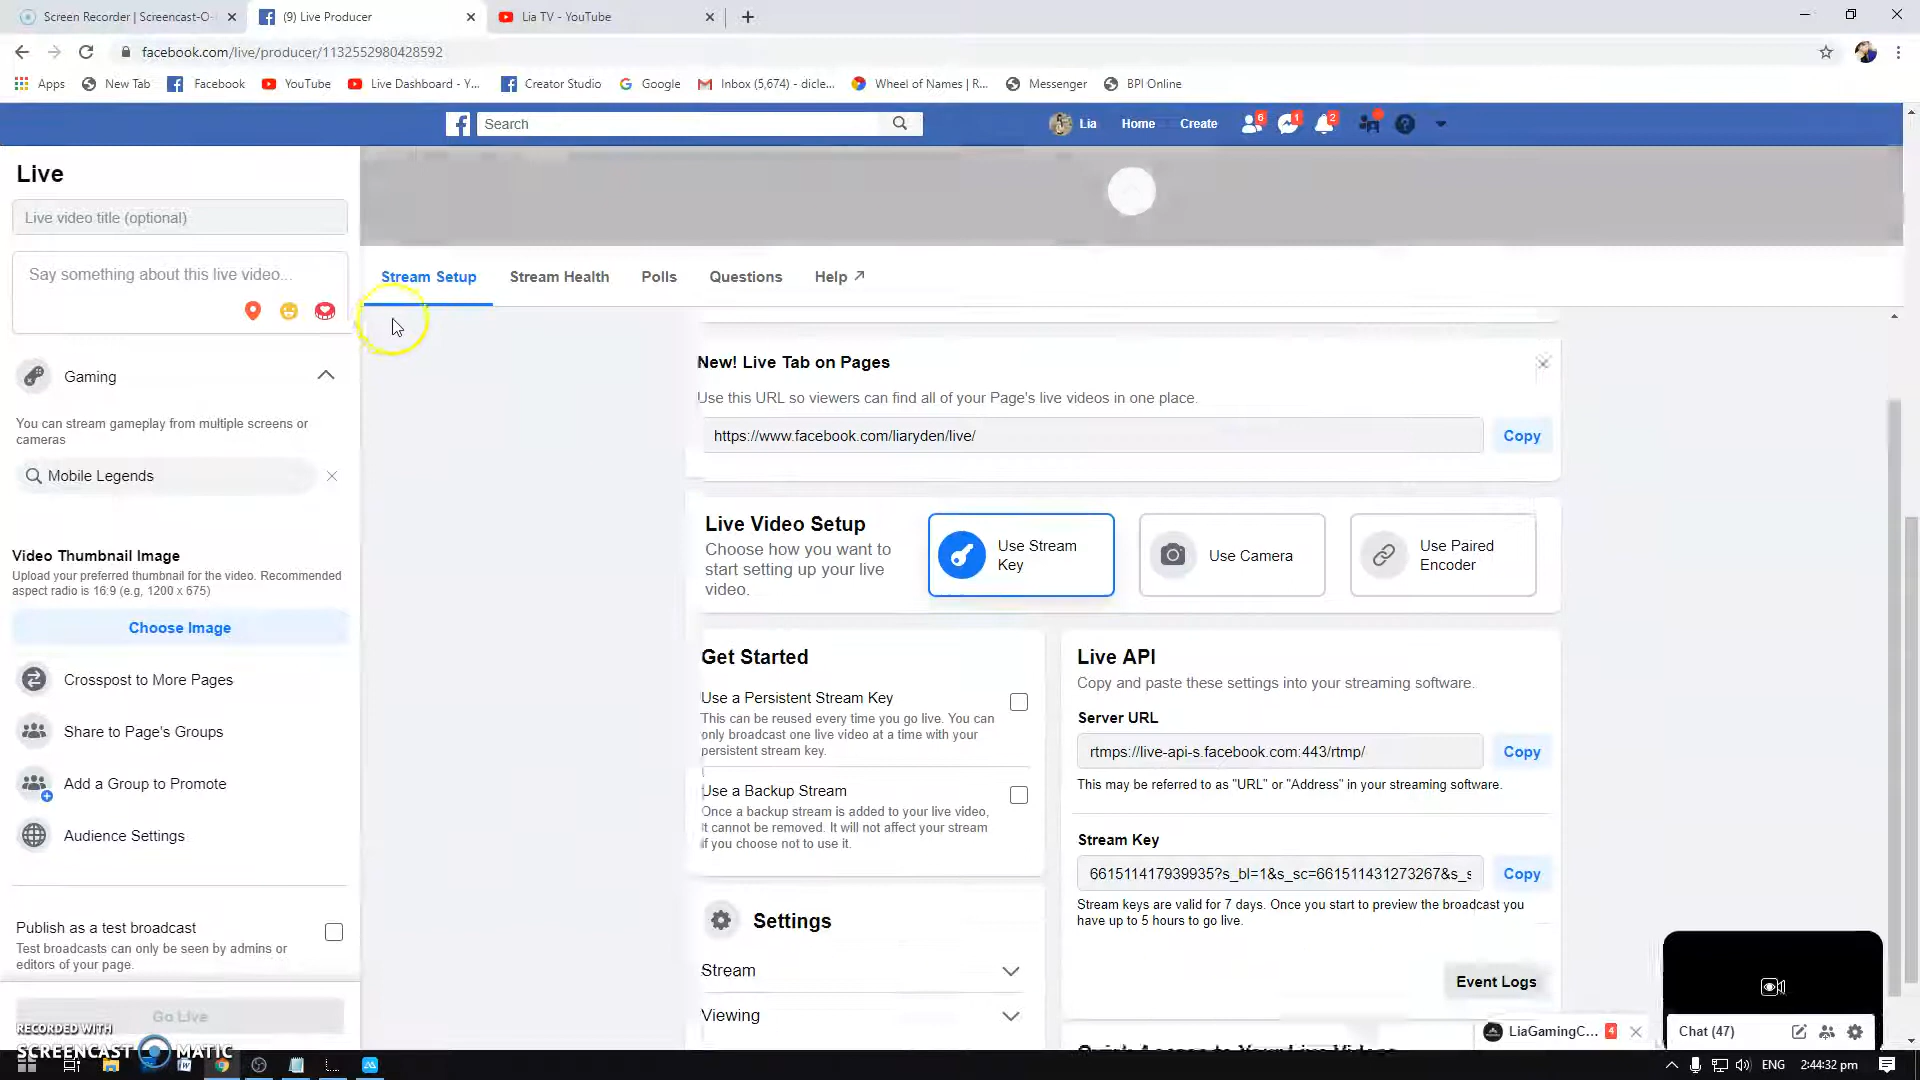 Screen Recorder | Screencast-O-
(9) Live Producer
Lia TV - YouTube
facebook.com/live/producer/1132552980428592
Apps
New Tab
Facebook
YouTube
Live Dashboard - Y...
Creator Studio
Google
Inbox (5,674) - dicle...
Wheel of Names | R...
Messenger
BPI Online
Search
Lia
Home
Create
6
1
2
Live
Live video title (optional)
Say something about this live video...
Stream Setup
Stream Health
Polls
Questions
Help
Gaming
You can stream gameplay from multiple screens or
cameras
Mobile Legends
Video Thumbnail Image
Upload your preferred thumbnail for the video. Recommended
aspect radio is 16:9 (e.g, 1200 x 675)
Choose Image
Crosspost to More Pages
Share to Page's Groups
Add a Group to Promote
Audience Settings
Publish as a test broadcast
Test broadcasts can only be seen by admins or
editors of your page.
Go Live
New! Live Tab on Pages
Use this URL so viewers can find all of your Page's live videos in one place.
https://www.facebook.com/liaryden/live/
Copy
Live Video Setup
Choose how you want to
start setting up your live
video.
Use Stream
Key
Use Camera
Use Paired
Encoder
Get Started
Use a Persistent Stream Key
This can be reused every time you go live. You can
only broadcast one live video at a time with your
persistent stream key.
Use a Backup Stream
Once a backup stream is added to your live video,
it cannot be removed. It will not affect your stream
if you choose not to use it.
Settings
Stream
Viewing
Live API
Copy and paste these settings into your streaming software.
Server URL
rtmps://live-api-s.facebook.com:443/rtmp/
Copy
This may be referred to as "URL" or "Address" in your streaming software.
Stream Key
661511417939935?s_bl=1&s_sc=661511431273267&s_s
Copy
Stream keys are valid for 7 days. Once you start to preview the broadcast you
have up to 5 hours to go live.
Event Logs
Quick Access to Your Live Videos
LiaGamingC...
4
Chat (47)
RECORDED WITH
SCREENCAST MATIC
ENG
2:44:32 pm